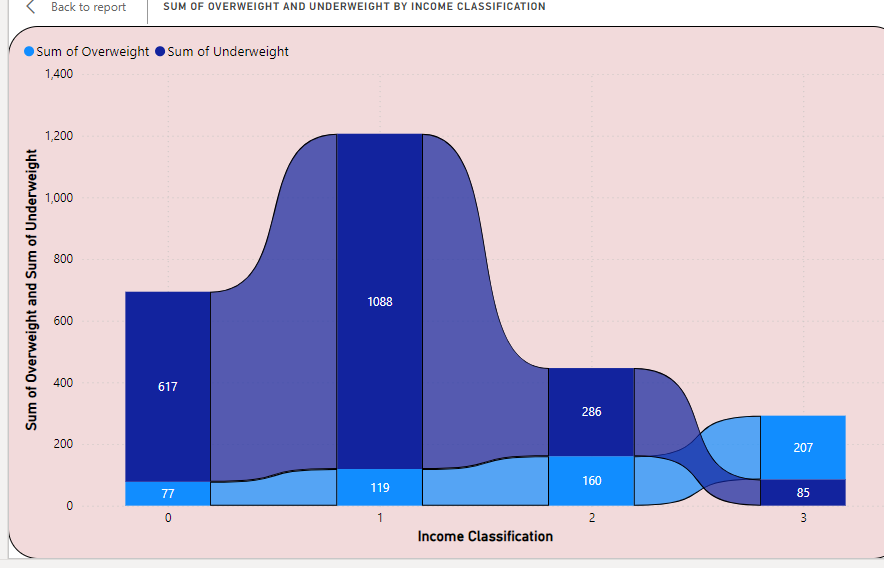 Back to report
SUM OF OVERWEIGHT AND UNDERWEIGHT BY INCOME CLASSIFICATION
Sum of Overweight Sum of Underweight
Sum of Overweight and Sum of Underweight
1,400
1,200
1,000
800
600
400
200
0
617
77
1088
119
286
160
207
85
0 1 2 3
Income Classification